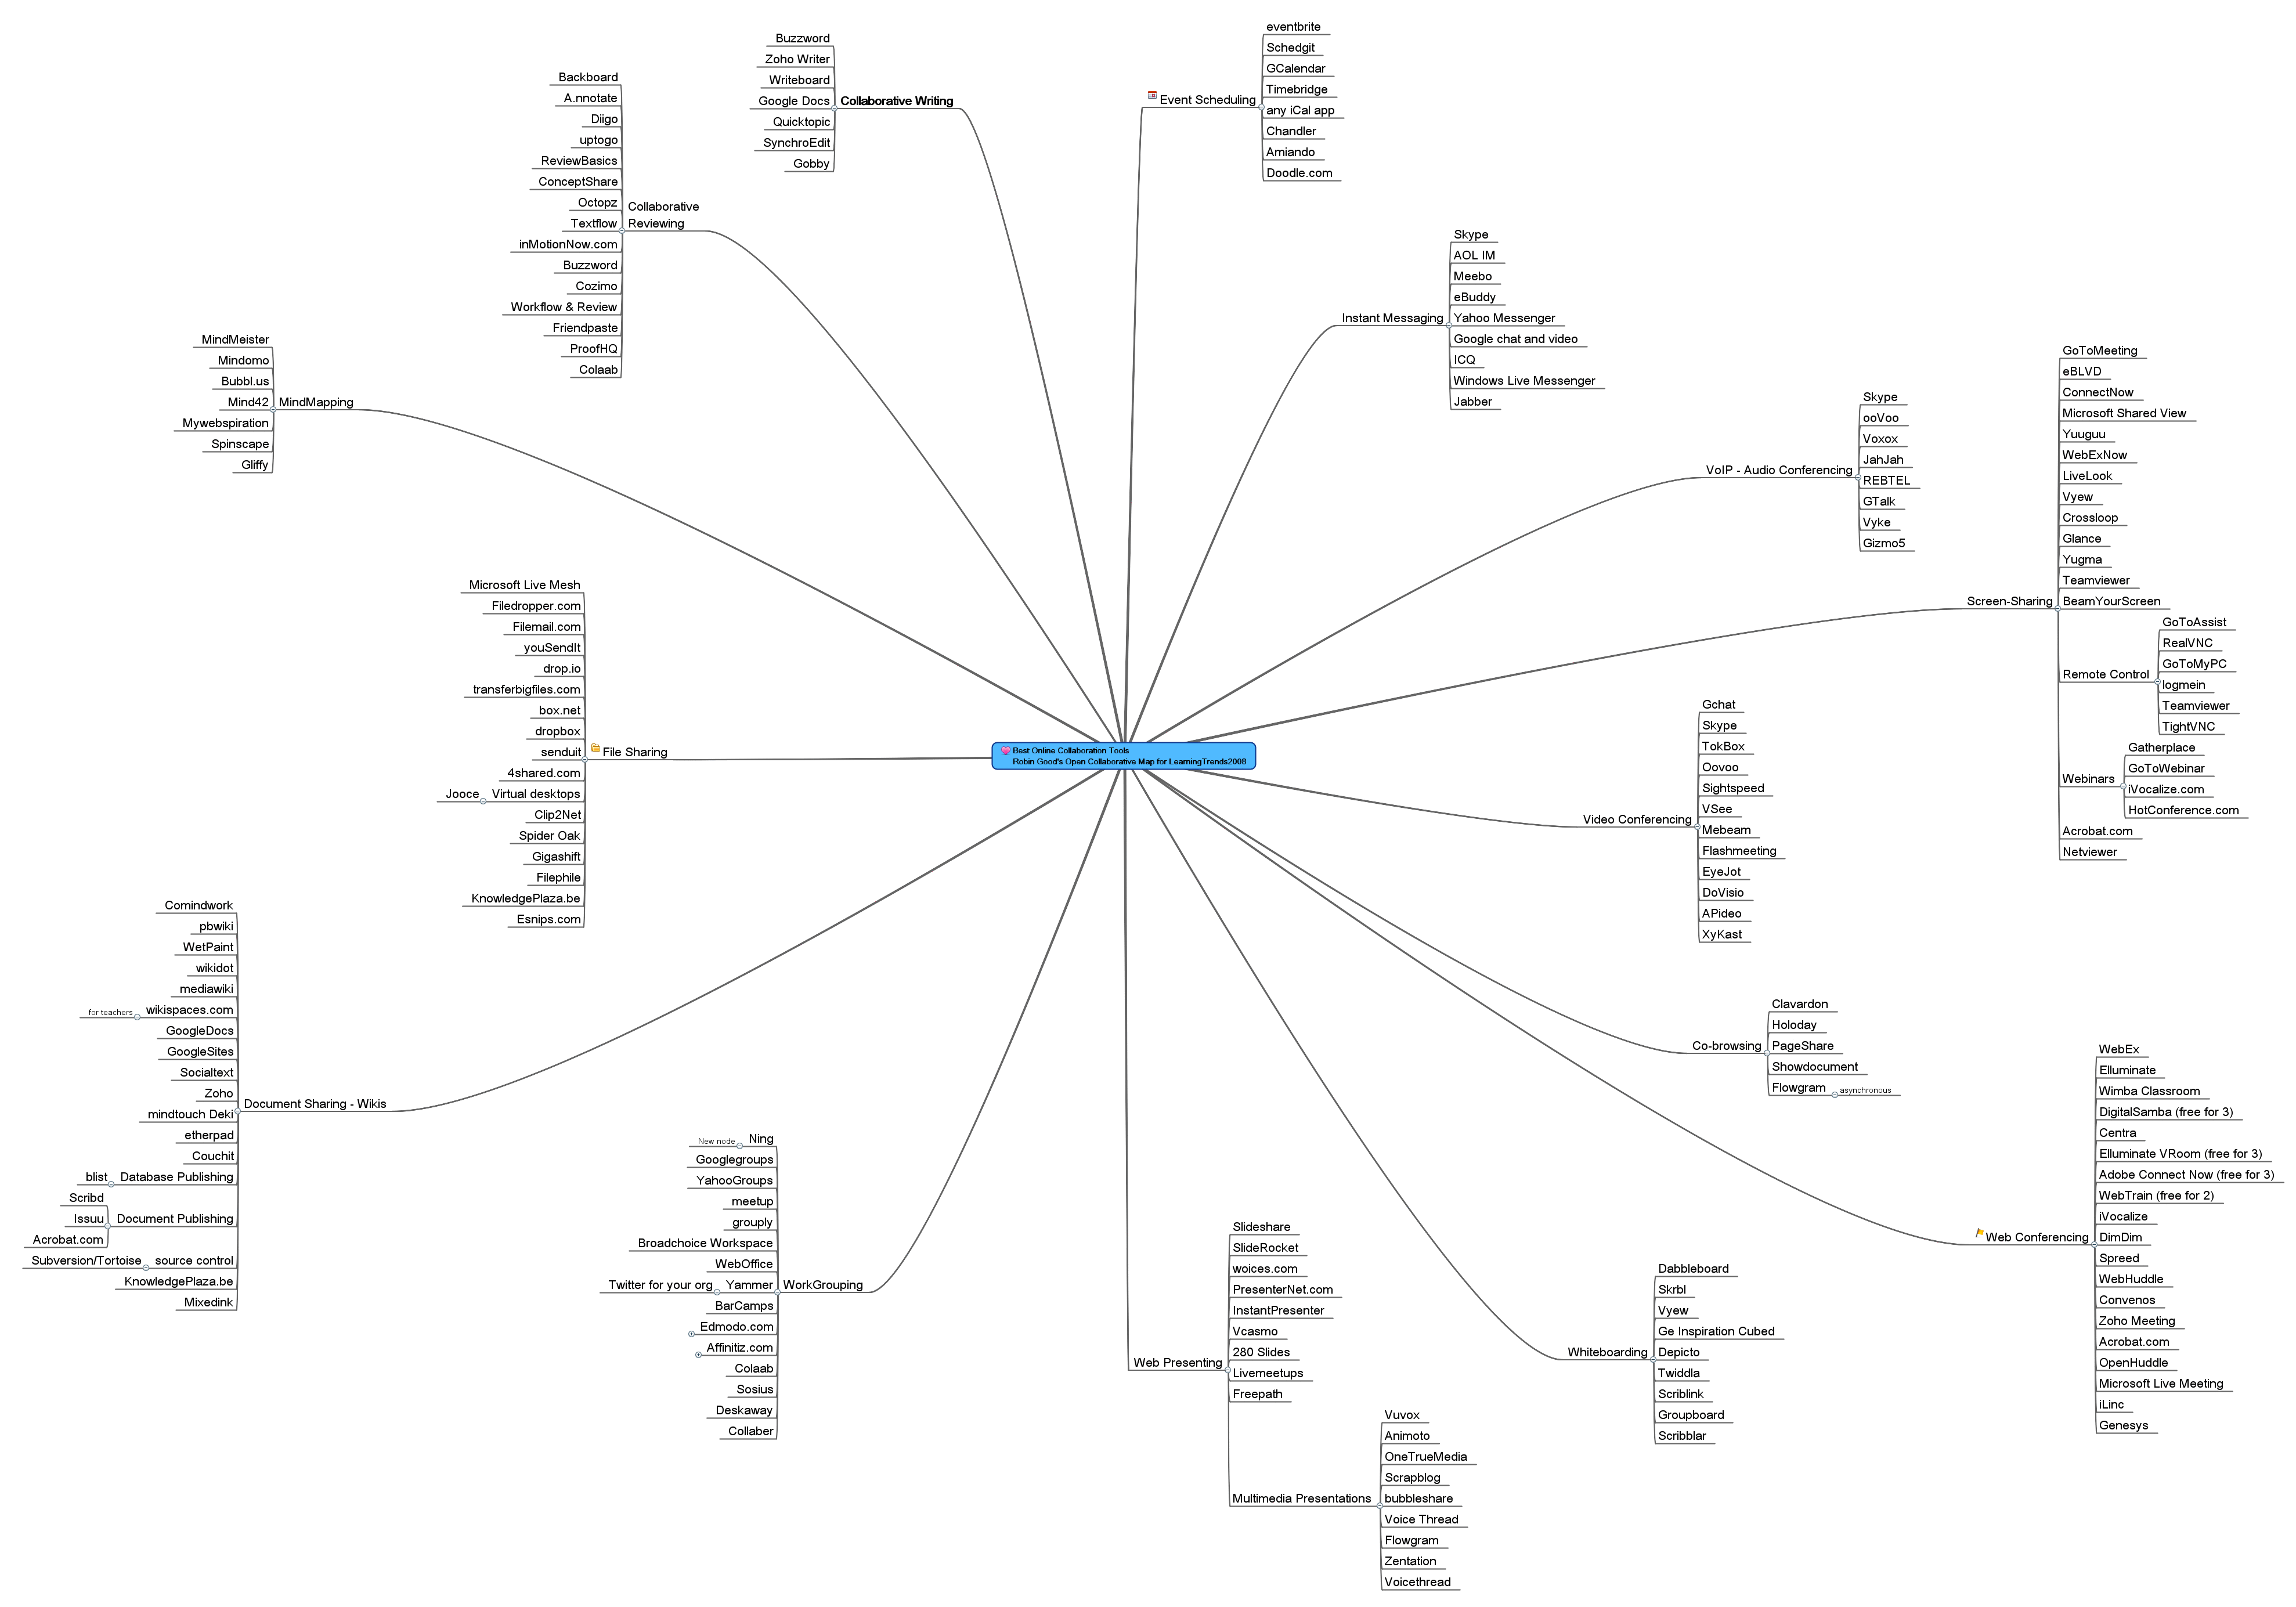 Best Online Collaboration Tools
Robin Good's Open Collaborative Map for LearningTrends2008
Event Scheduling
eventbrite
Schedgit
GCalendar
Timebridge
any iCal app
Chandler
Amiando
Doodle.com
Instant Messaging
Skype
AOL IM
Meebo
eBuddy
Yahoo Messenger
Google chat and video
ICQ
Windows Live Messenger
Jabber
VoIP - Audio Conferencing
Skype
ooVoo
Voxox
JahJah
REBTEL
GTalk
Vyke
Gizmo5
Screen-Sharing
GoToMeeting
eBLVD
ConnectNow
Microsoft Shared View
Yuuguu
WebExNow
LiveLook
Vyew
Crossloop
Glance
Yugma
Teamviewer
BeamYourScreen
Remote Control
GoToAssist
RealVNC
GoToMyPC
logmein
Teamviewer
TightVNC
Webinars
Gatherplace
GoToWebinar
iVocalize.com
HotConference.com
Acrobat.com
Netviewer
Video Conferencing
Gchat
Skype
TokBox
Oovoo
Sightspeed
VSee
Mebeam
Flashmeeting
EyeJot
DoVisio
APideo
XyKast
Co-browsing
Clavardon
Holoday
PageShare
Showdocument
Flowgram
asynchronous
Web Conferencing
WebEx
Elluminate
Wimba Classroom
DigitalSamba (free for 3)
Centra
Elluminate VRoom (free for 3)
Adobe Connect Now (free for 3)
WebTrain (free for 2)
iVocalize
DimDim
Spreed
WebHuddle
Convenos
Zoho Meeting
Acrobat.com
OpenHuddle
Microsoft Live Meeting
iLinc
Genesys
Whiteboarding
Dabbleboard
Skrbl
Vyew
Ge Inspiration Cubed
Depicto
Twiddla
Scriblink
Groupboard
Scribblar
Web Presenting
Slideshare
SlideRocket
woices.com
PresenterNet.com
InstantPresenter
Vcasmo
280 Slides
Livemeetups
Freepath
Multimedia Presentations
Vuvox
Animoto
OneTrueMedia
Scrapblog
bubbleshare
Voice Thread
Flowgram
Zentation
Voicethread
Collaborative Writing
Buzzword
Zoho Writer
Writeboard
Google Docs
Quicktopic
SynchroEdit
Gobby
Collaborative
Reviewing
Backboard
A.nnotate
Diigo
uptogo
ReviewBasics
ConceptShare
Octopz
Textflow
inMotionNow.com
Buzzword
Cozimo
Workflow & Review
Friendpaste
ProofHQ
Colaab
MindMapping
MindMeister
Mindomo
Bubbl.us
Mind42
Mywebspiration
Spinscape
Gliffy
File Sharing
Microsoft Live Mesh
Filedropper.com
Filemail.com
youSendIt
drop.io
transferbigfiles.com
box.net
dropbox
senduit
4shared.com
Virtual desktops
Jooce
Clip2Net
Spider Oak
Gigashift
Filephile
KnowledgePlaza.be
Esnips.com
Document Sharing - Wikis
Comindwork
pbwiki
WetPaint
wikidot
mediawiki
wikispaces.com
for teachers
GoogleDocs
GoogleSites
Socialtext
Zoho
mindtouch Deki
etherpad
Couchit
Database Publishing
blist
Document Publishing
Scribd
Issuu
Acrobat.com
source control
Subversion/Tortoise
KnowledgePlaza.be
Mixedink
WorkGrouping
Ning
New node
Googlegroups
YahooGroups
meetup
grouply
Broadchoice Workspace
WebOffice
Yammer
Twitter for your org
BarCamps
Edmodo.com
Affinitiz.com
Colaab
Sosius
Deskaway
Collaber